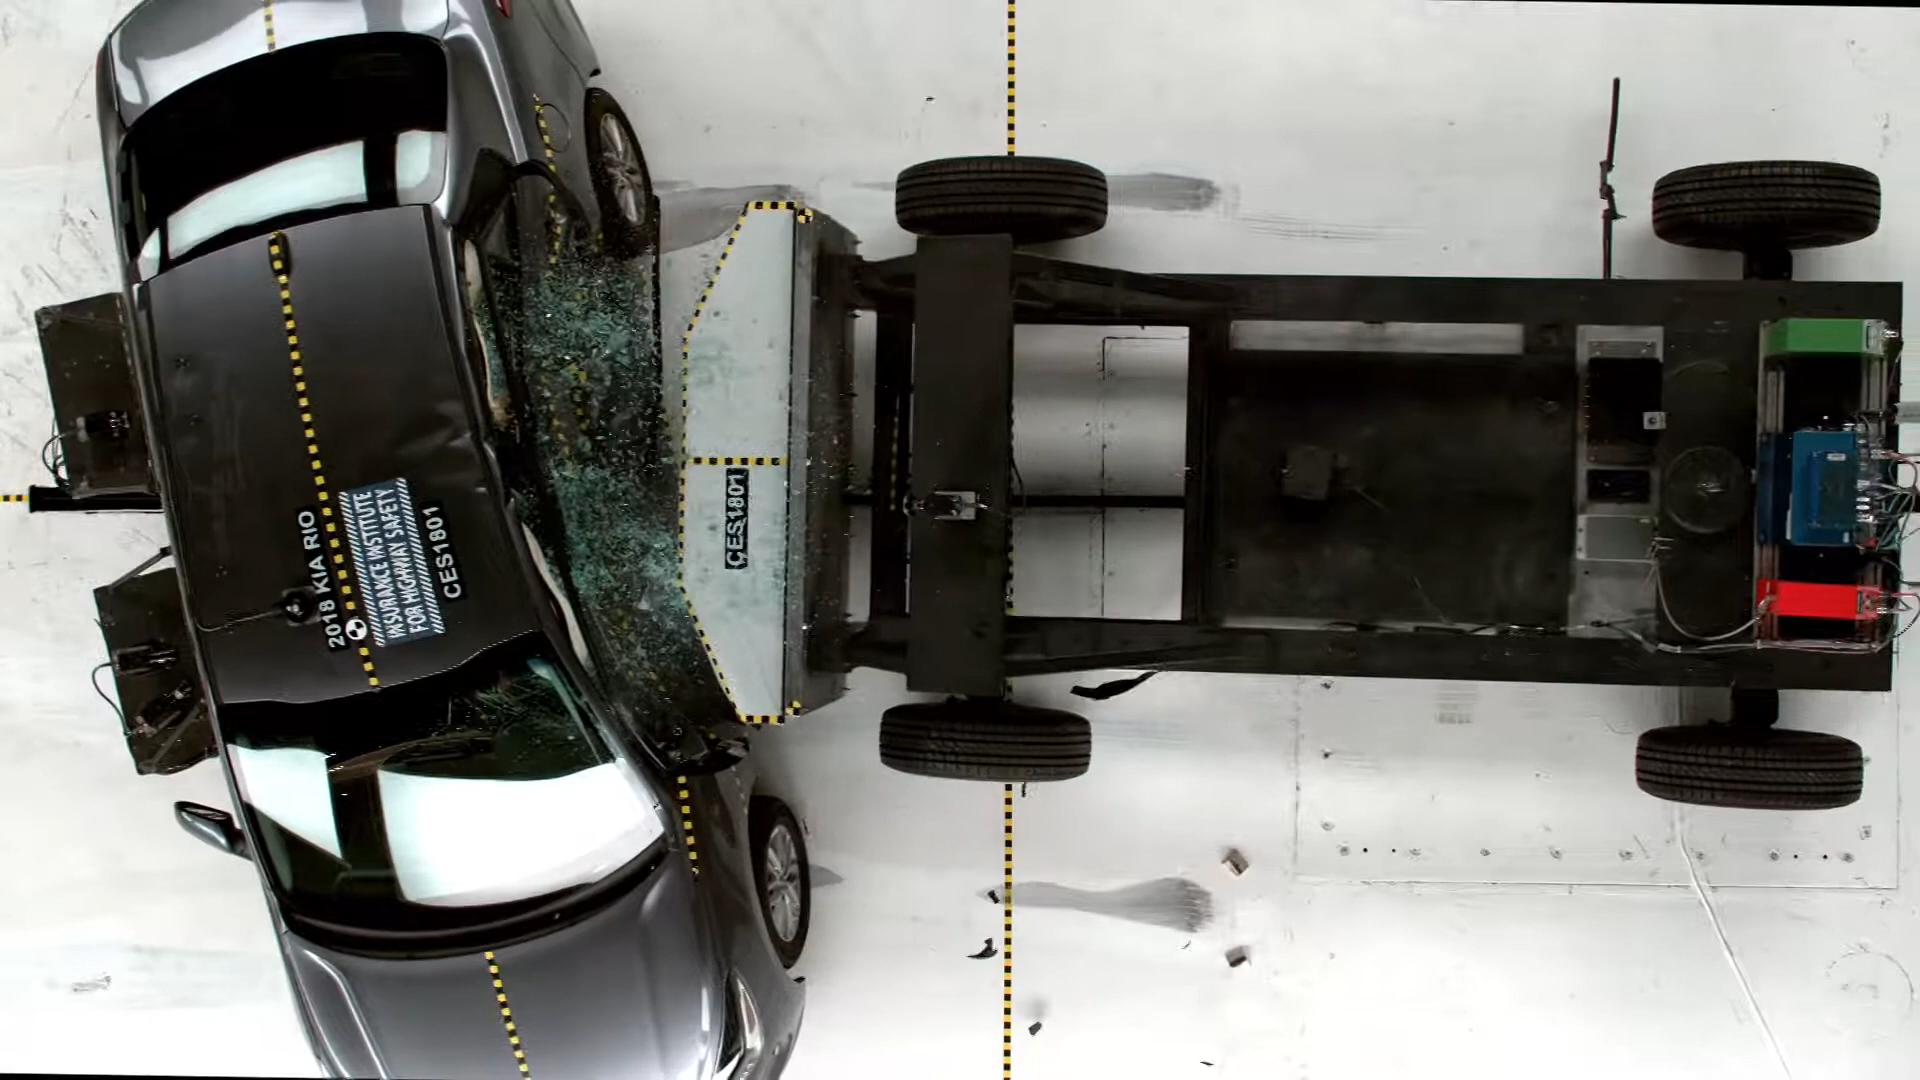 2018 KIA RIO
INSURANCE INSTITUTE
FOR HIGHWAY SAFETY
CES1801
CES1801